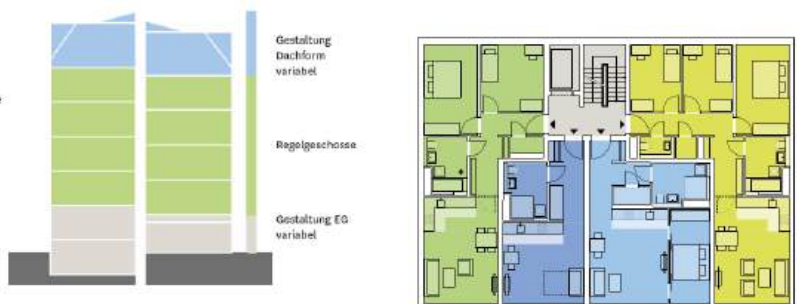 Gestaltung
Dachform
variabel
Regelgeschosse
Gestaltung EG
variabel